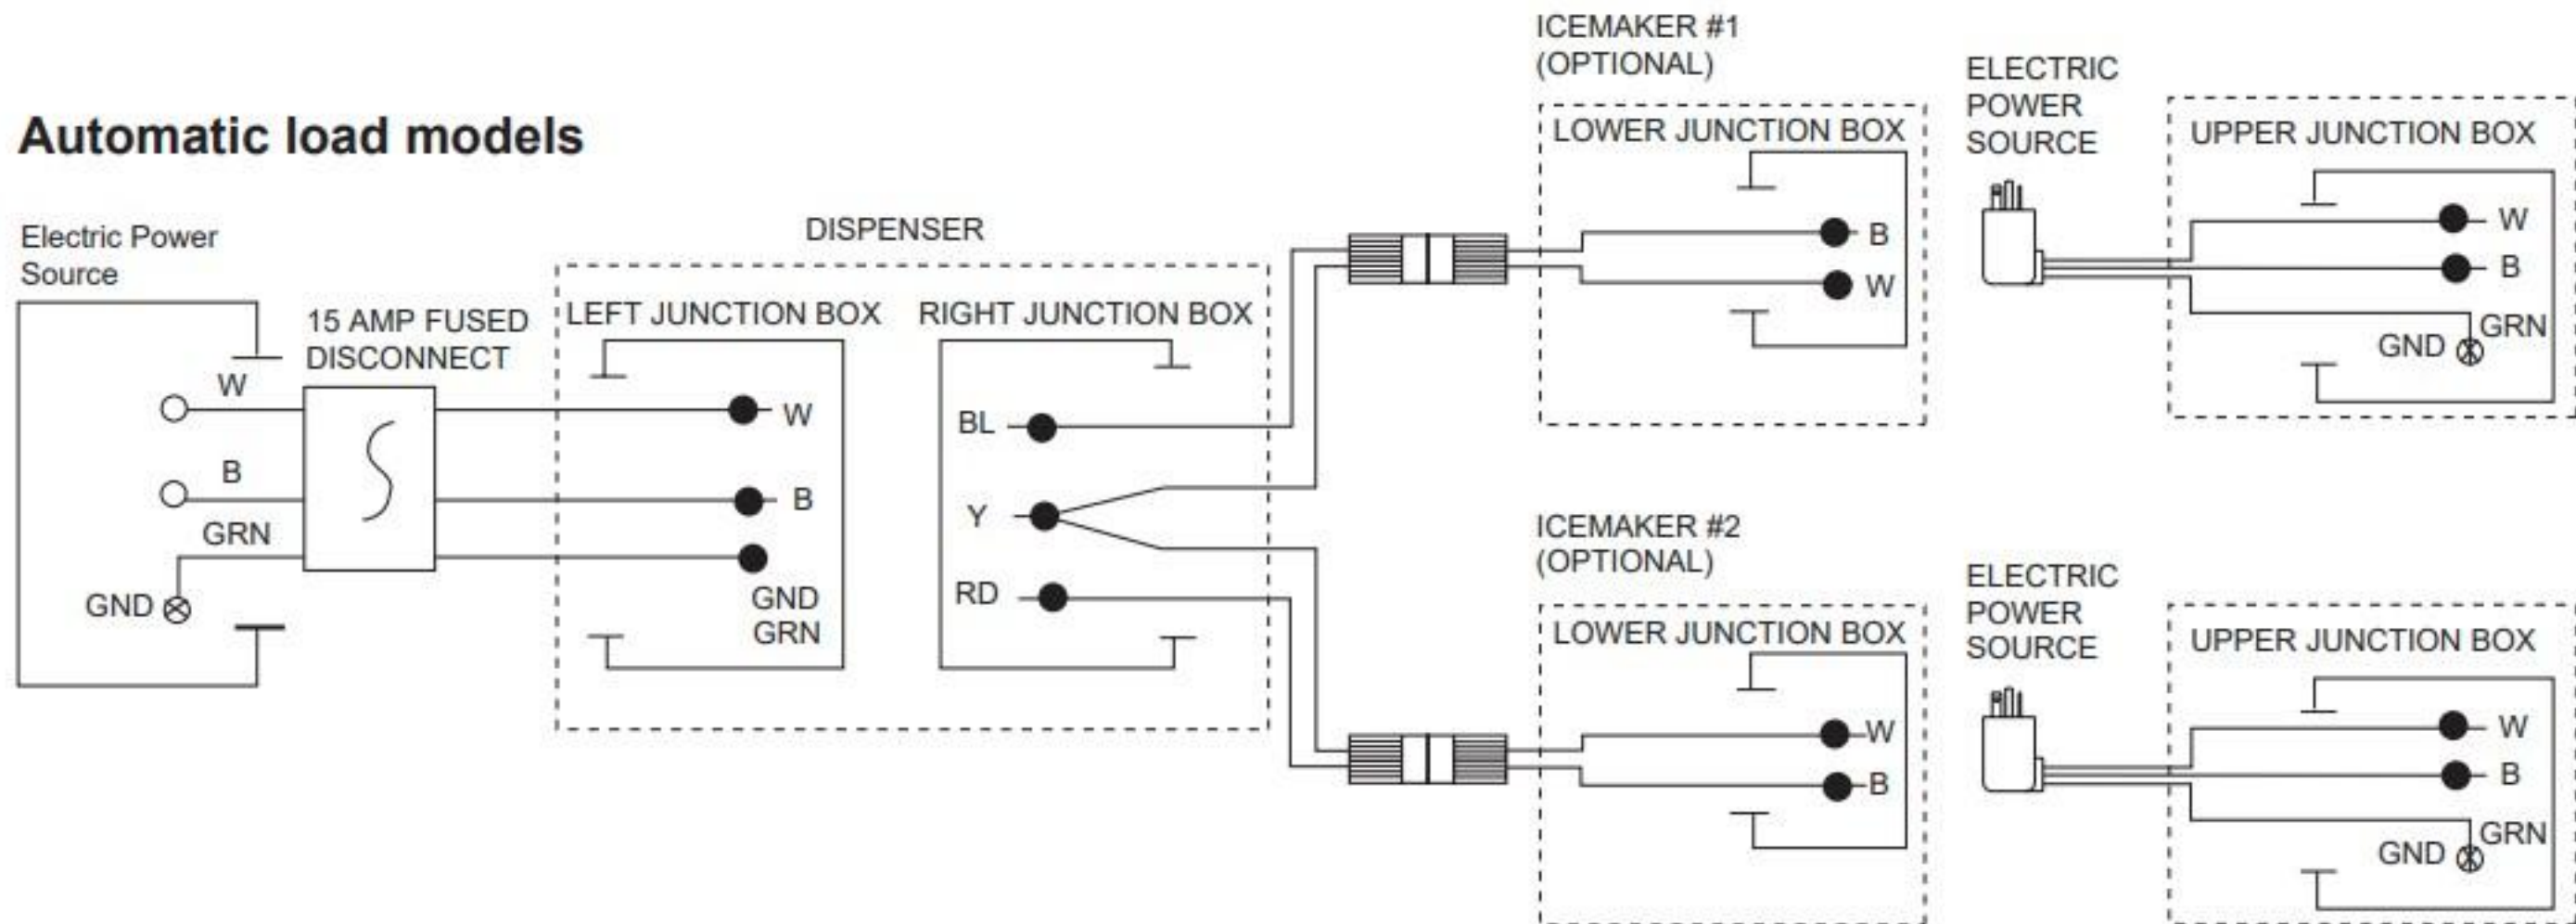 Automatic load models
Electric Power
Source
15 AMP FUSED
DISCONNECT
W
B
GRN
GND
DISPENSER
LEFT JUNCTION BOX
W
B
GND
GRN
RIGHT JUNCTION BOX
BL
Y
RD
ICEMAKER #1
(OPTIONAL)
LOWER JUNCTION BOX
B
W
ELECTRIC
POWER
SOURCE
UPPER JUNCTION BOX
W
B
GRN
GND
ICEMAKER #2
(OPTIONAL)
LOWER JUNCTION BOX
W
B
ELECTRIC
POWER
SOURCE
UPPER JUNCTION BOX
W
B
GRN
GND